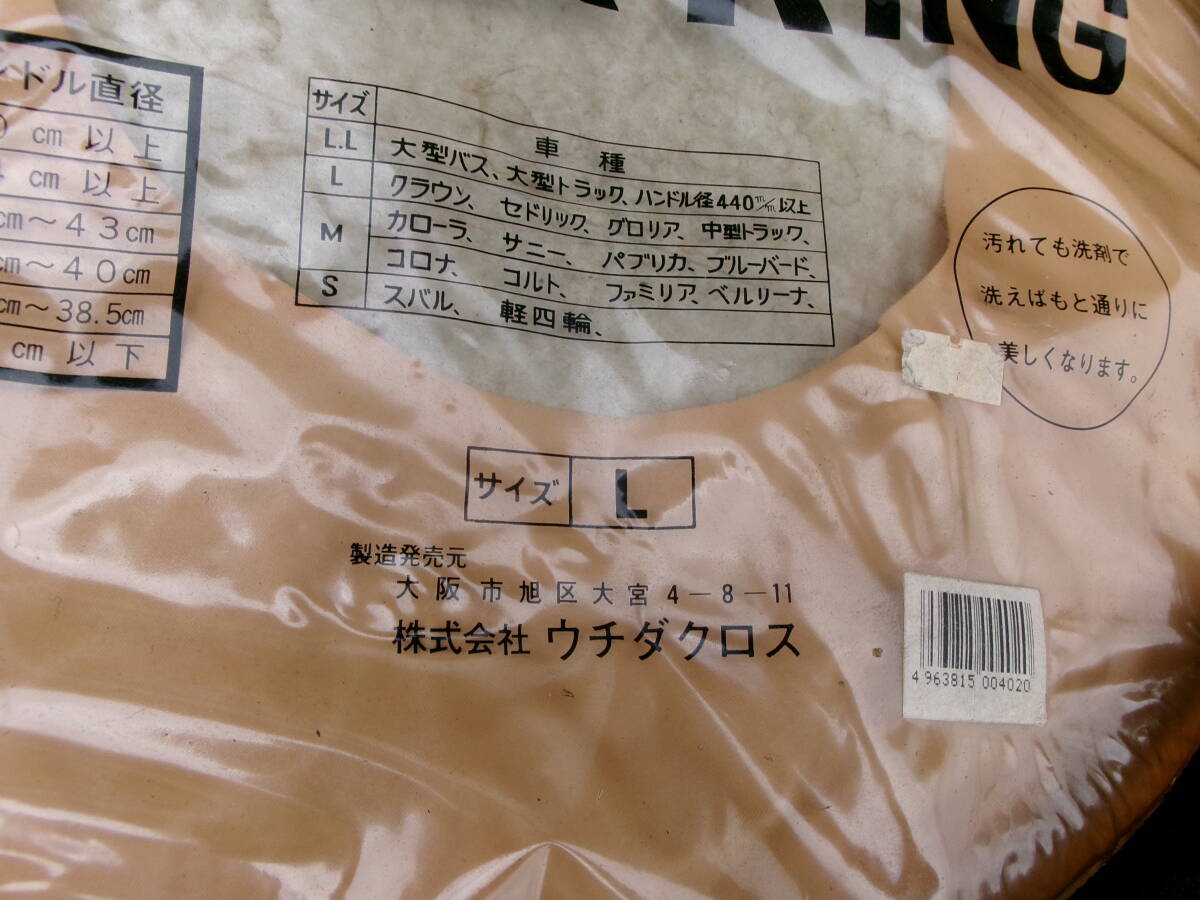 KING
ドル直径
cm以上
cm以上
cm～43cm
cm～40cm
cm～38.5cm
cm以下
サイズ 車種
L.L 大型バス、大型トラック、ハンドル径440m/m以上
L クラウン、セドリック、グロリア、中型トラック、
M カローラ、サニー、パブリカ、ブルーバード、
コロナ、コルト、ファミリア、ベルリーナ、
S スバル、軽四輪、
汚れても洗剤で
洗えばもと通りに
美しくなります。
サイズ L
製造発売元
大阪市旭区大宮4-8-11
株式会社 ウチダクロス
4 963815 004020